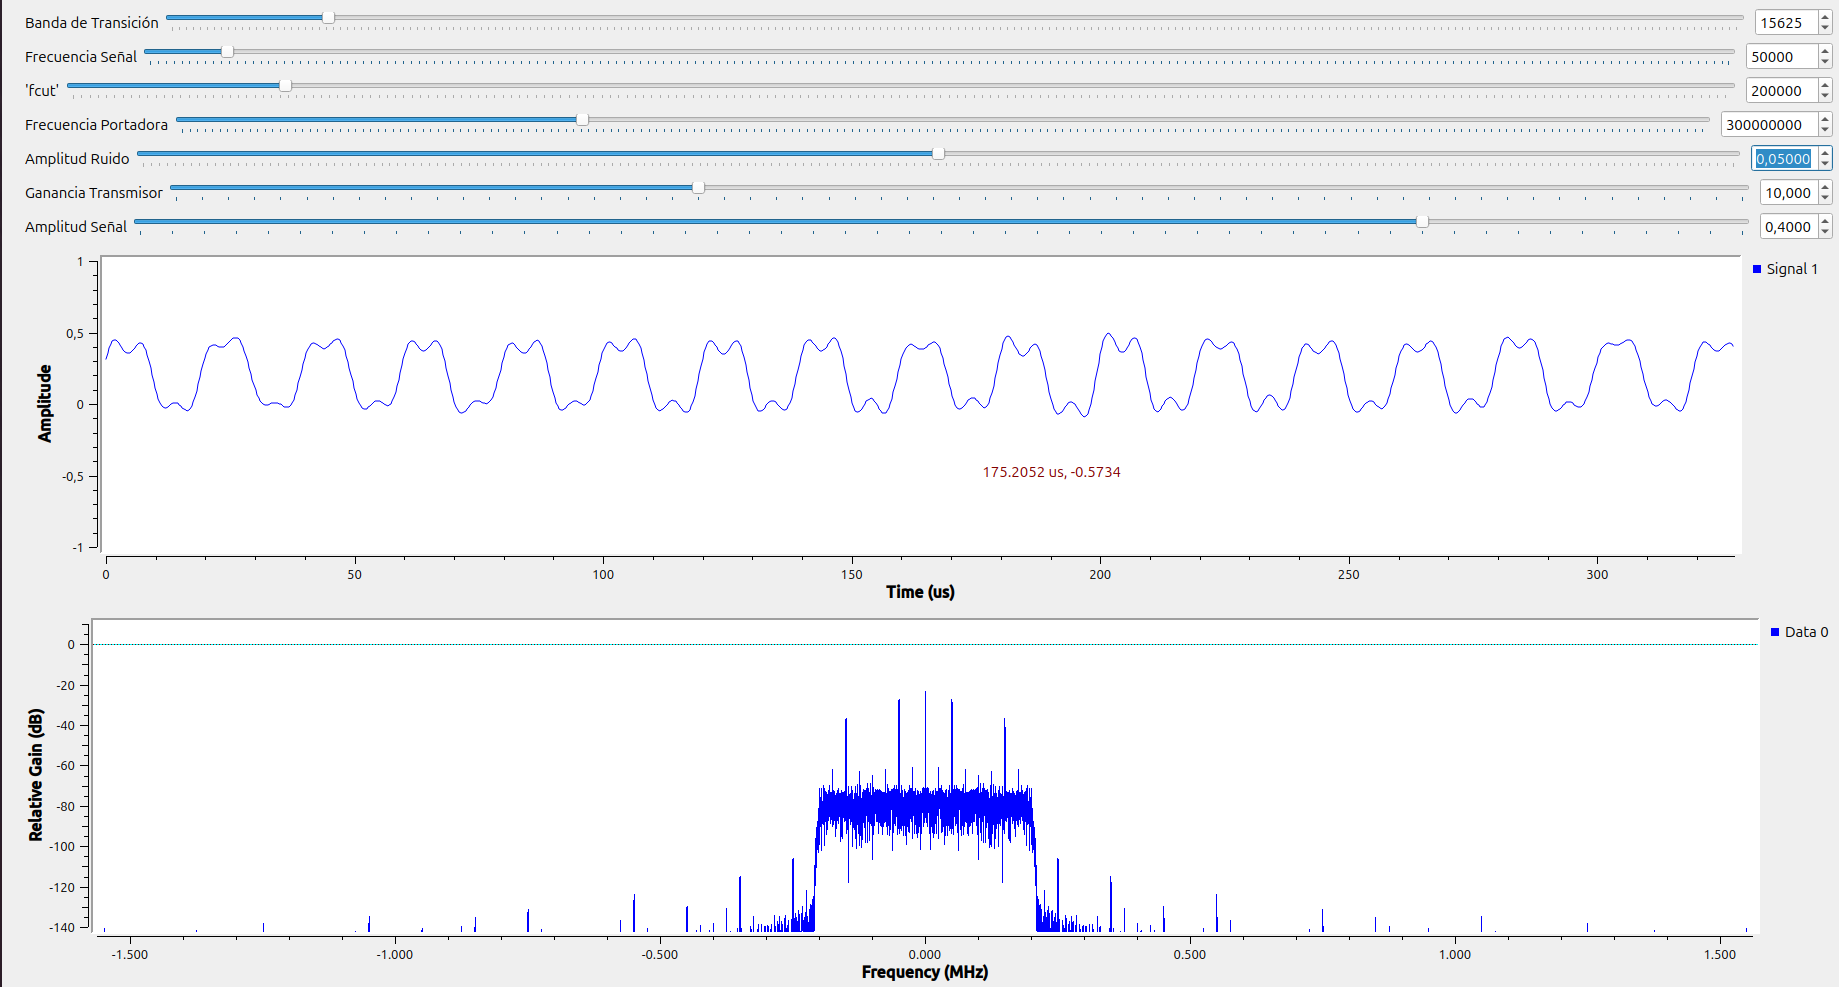 Banda de Transición 15625
Frecuencia Señal 50000
'fcut' 200000
Frecuencia Portadora 300000000
Amplitud Ruido 0,05000
Ganancia Transmisor 10,000
Amplitud Señal 0,4000
1
0,5
0
-0,5
-1
Amplitude
Signal 1
175.2052 us, -0.5734
0 50 100 150 200 250 300
Time (us)
0
-20
-40
-60
-80
-100
-120
-140
Relative Gain (dB)
Data 0
-1.500 -1.000 -0.500 0.000 0.500 1.000 1.500
Frequency (MHz)